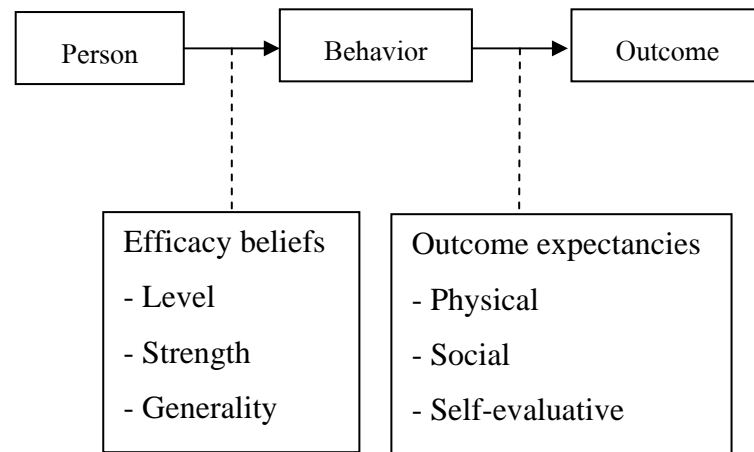 Person
Behavior
Outcome
Efficacy beliefs
- Level
- Strength
- Generality
Outcome expectancies
- Physical
- Social
- Self-evaluative